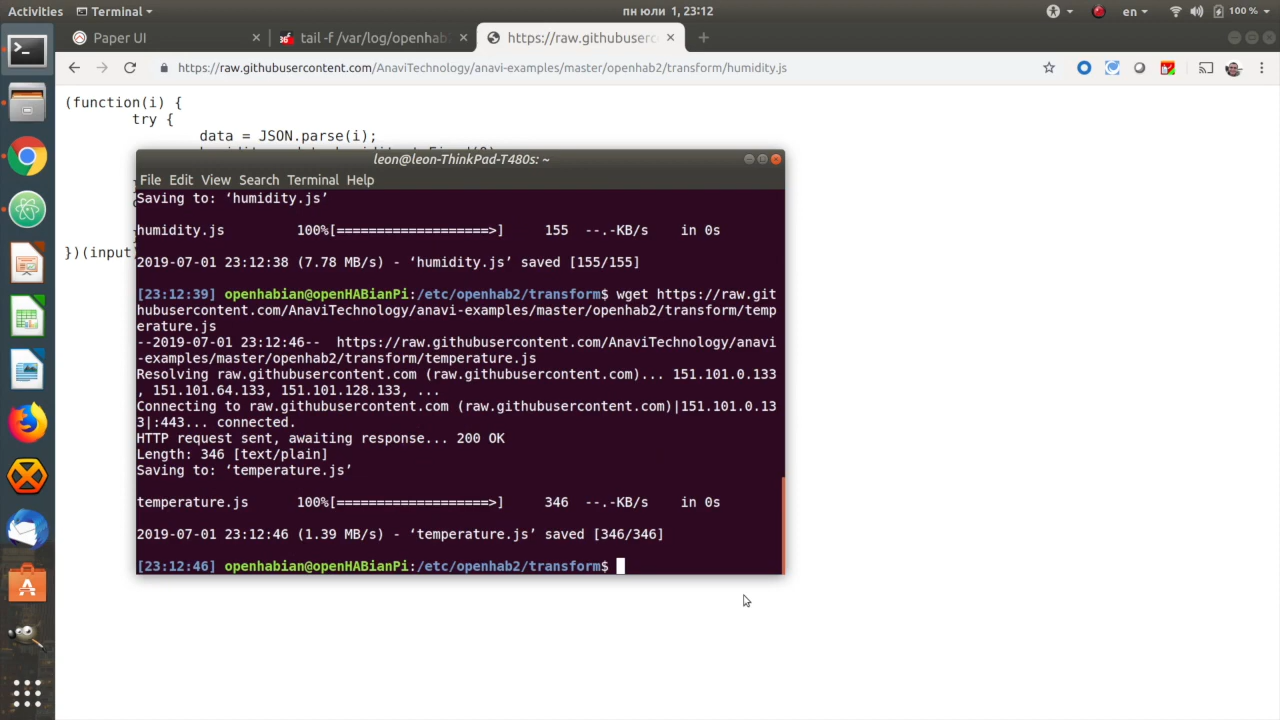 Activities Terminal пн юли 1, 23:12 en 100 %
Paper UI tail -f /var/log/openhab https://raw.githubuserc
https://raw.githubusercontent.com/AnaviTechnology/anavi-examples/master/openhab2/transform/humidity.js
(function(i) {
try {
data = JSON.parse(i);
leon@leon-ThinkPad-T480s: ~
File Edit View Search Terminal Help
})(input)
Saving to: ‘humidity.js’
humidity.js 100%[===================>] 155 --.-KB/s in 0s
2019-07-01 23:12:38 (7.78 MB/s) - ‘humidity.js’ saved [155/155]
[23:12:39] openhabian@openHABianPi:/etc/openhab2/transform$ wget https://raw.git
hubusercontent.com/AnaviTechnology/anavi-examples/master/openhab2/transform/temp
erature.js
--2019-07-01 23:12:46-- https://raw.githubusercontent.com/AnaviTechnology/anavi
-examples/master/openhab2/transform/temperature.js
Resolving raw.githubusercontent.com (raw.githubusercontent.com)... 151.101.0.133
, 151.101.64.133, 151.101.128.133, ...
Connecting to raw.githubusercontent.com (raw.githubusercontent.com)|151.101.0.13
3|:443... connected.
HTTP request sent, awaiting response... 200 OK
Length: 346 [text/plain]
Saving to: ‘temperature.js’
temperature.js 100%[===================>] 346 --.-KB/s in 0s
2019-07-01 23:12:46 (1.39 MB/s) - ‘temperature.js’ saved [346/346]
[23:12:46] openhabian@openHABianPi:/etc/openhab2/transform$